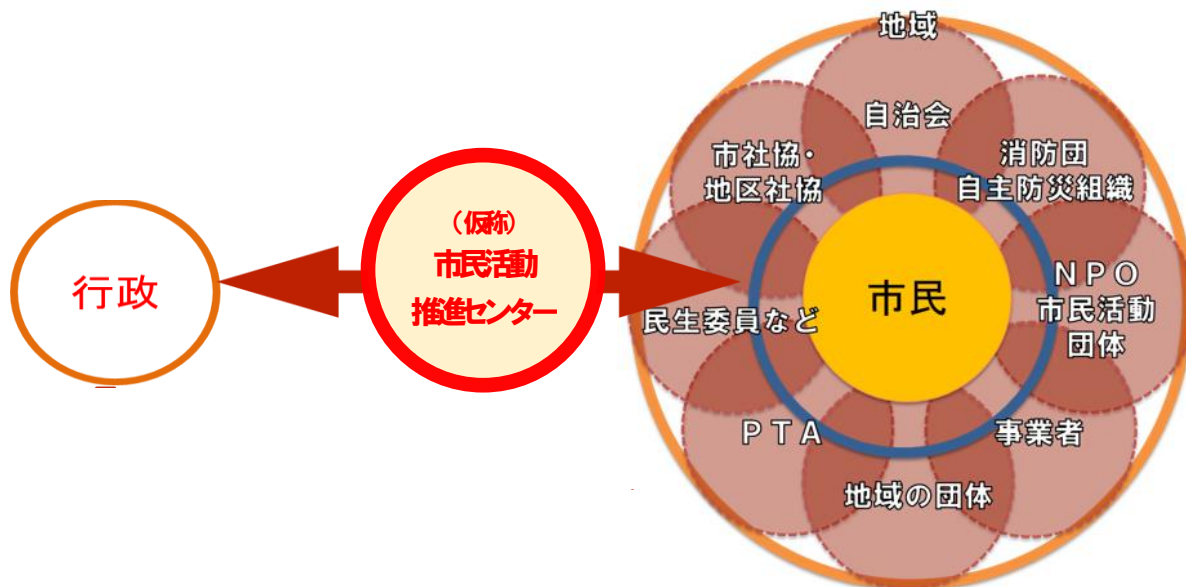 行政
（仮称）
市民活動
推進センター
地域
自治会
市社協・
地区社協
消防団
自主防災組織
市民
民生委員など
ＮＰＯ
市民活動
団体
ＰＴＡ
事業者
地域の団体